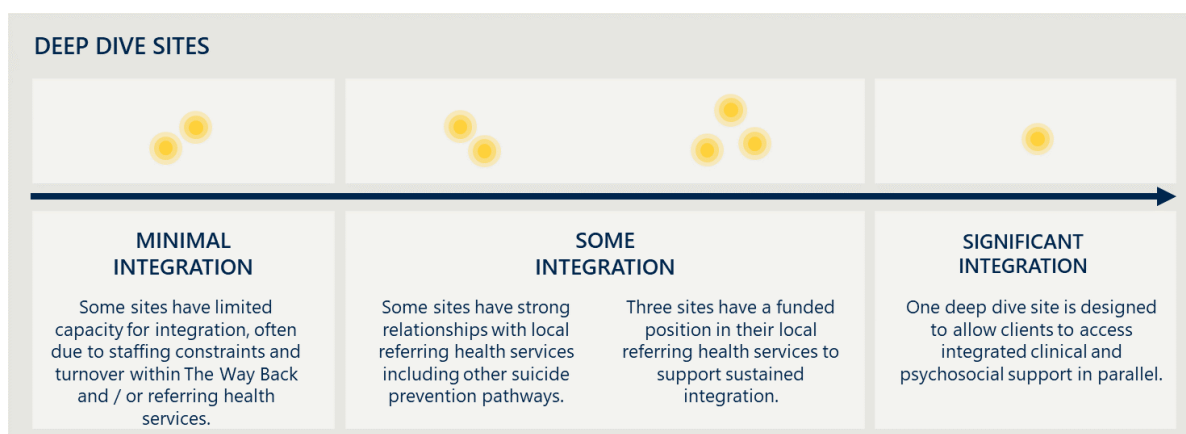 DEEP DIVE SITES
MINIMAL
INTEGRATION
Some sites have limited
capacity for integration, often
due to staffing constraints and
turnover within The Way Back
and / or referring health
services.
SOME
INTEGRATION
Some sites have strong
relationships with local
referring health services
including other suicide
prevention pathways.
Three sites have a funded
position in their local
referring health services to
support sustained
integration.
SIGNIFICANT
INTEGRATION
One deep dive site is designed
to allow clients to access
integrated clinical and
psychosocial support in parallel.